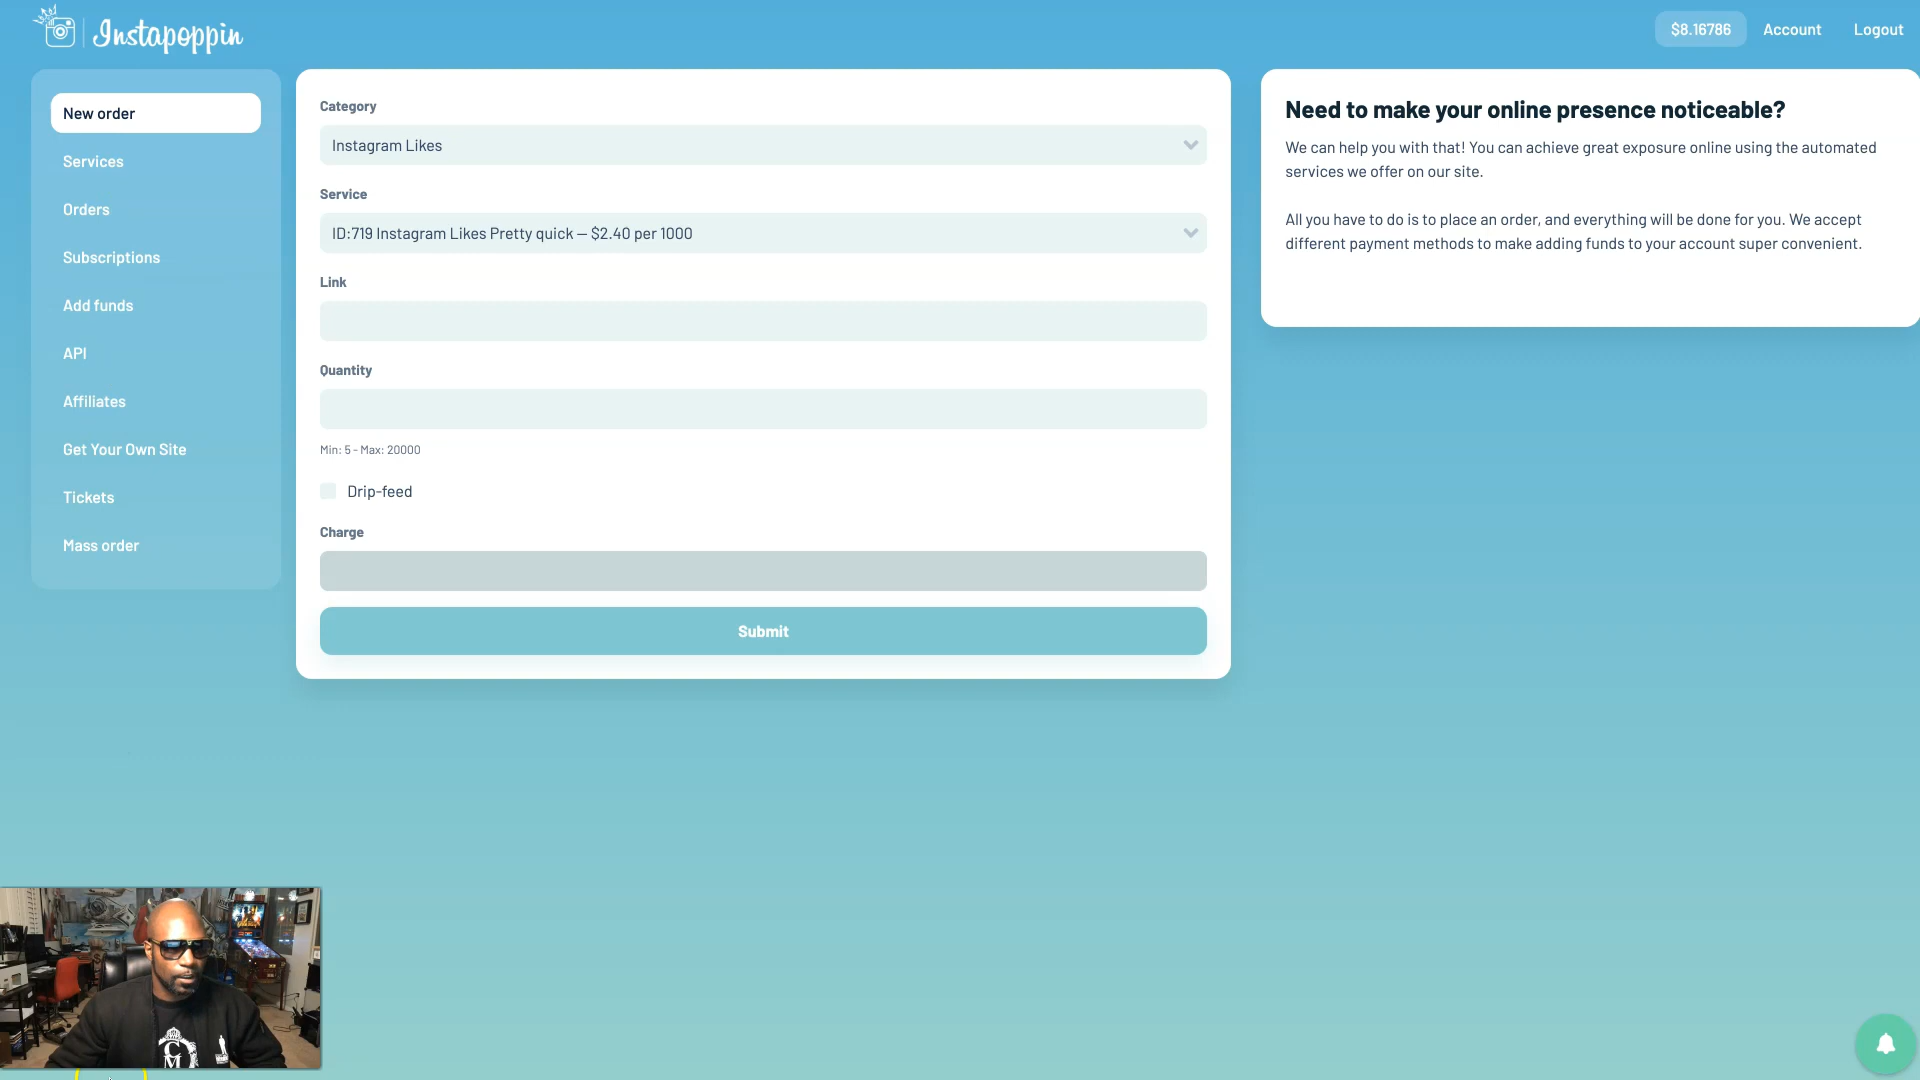 Instapoppin
$8.16786
Account
Logout
New order
Services
Orders
Subscriptions
Add funds
API
Affiliates
Get Your Own Site
Tickets
Mass order
Category
Instagram Likes
Service
ID:719 Instagram Likes Pretty quick — $2.40 per 1000
Link
Quantity
Min: 5 - Max: 20000
Drip-feed
Charge
Submit
Need to make your online presence noticeable?
We can help you with that! You can achieve great exposure online using the automated
services we offer on our site.
All you have to do is to place an order, and everything will be done for you. We accept
different payment methods to make adding funds to your account super convenient.